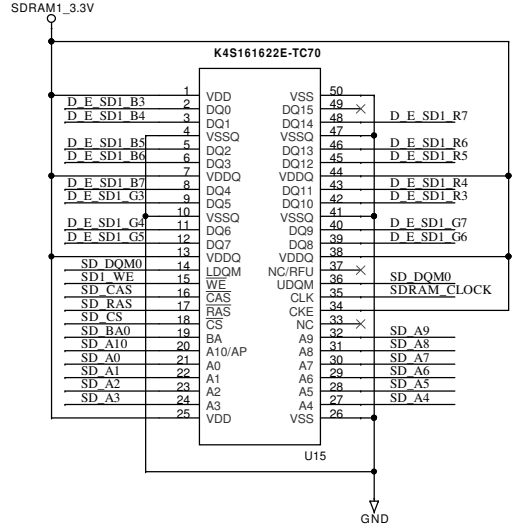 SDRAM1_3.3V
K4S161622E-TC70
1 VDD VSS 50
D_E_SD1_B3 2 DQ0 DQ15 49
D_E_SD1_B4 3 DQ1 DQ14 48 D_E_SD1_R7
4 VSSQ VSSQ 47
D_E_SD1_B5 5 DQ2 DQ13 46 D_E_SD1_R6
D_E_SD1_B6 6 DQ3 DQ12 45 D_E_SD1_R5
7 VDDQ VDDQ 44
D_E_SD1_B7 8 DQ4 DQ11 43 D_E_SD1_R4
D_E_SD1_G3 9 DQ5 DQ10 42 D_E_SD1_R3
10 VSSQ VSSQ 41
D_E_SD1_G4 11 DQ6 DQ9 40 D_E_SD1_G7
D_E_SD1_G5 12 DQ7 DQ8 39 D_E_SD1_G6
13 VDDQ VDDQ 38
SD_DQM0 14 LDQM NC/RFU 37
SD1_WE 15 WE UDQM 36 SD_DQM0
SD_CAS 16 CAS CLK 35 SDRAM_CLOCK
SD_RAS 17 RAS CKE 34
SD_CS 18 CS NC 33
SD_BA0 19 BA A9 32 SD_A9
SD_A10 20 A10/AP A8 31 SD_A8
SD_A0 21 A0 A7 30 SD_A7
SD_A1 22 A1 A6 29 SD_A6
SD_A2 23 A2 A5 28 SD_A5
SD_A3 24 A3 A4 27 SD_A4
25 VDD VSS 26
U15
GND